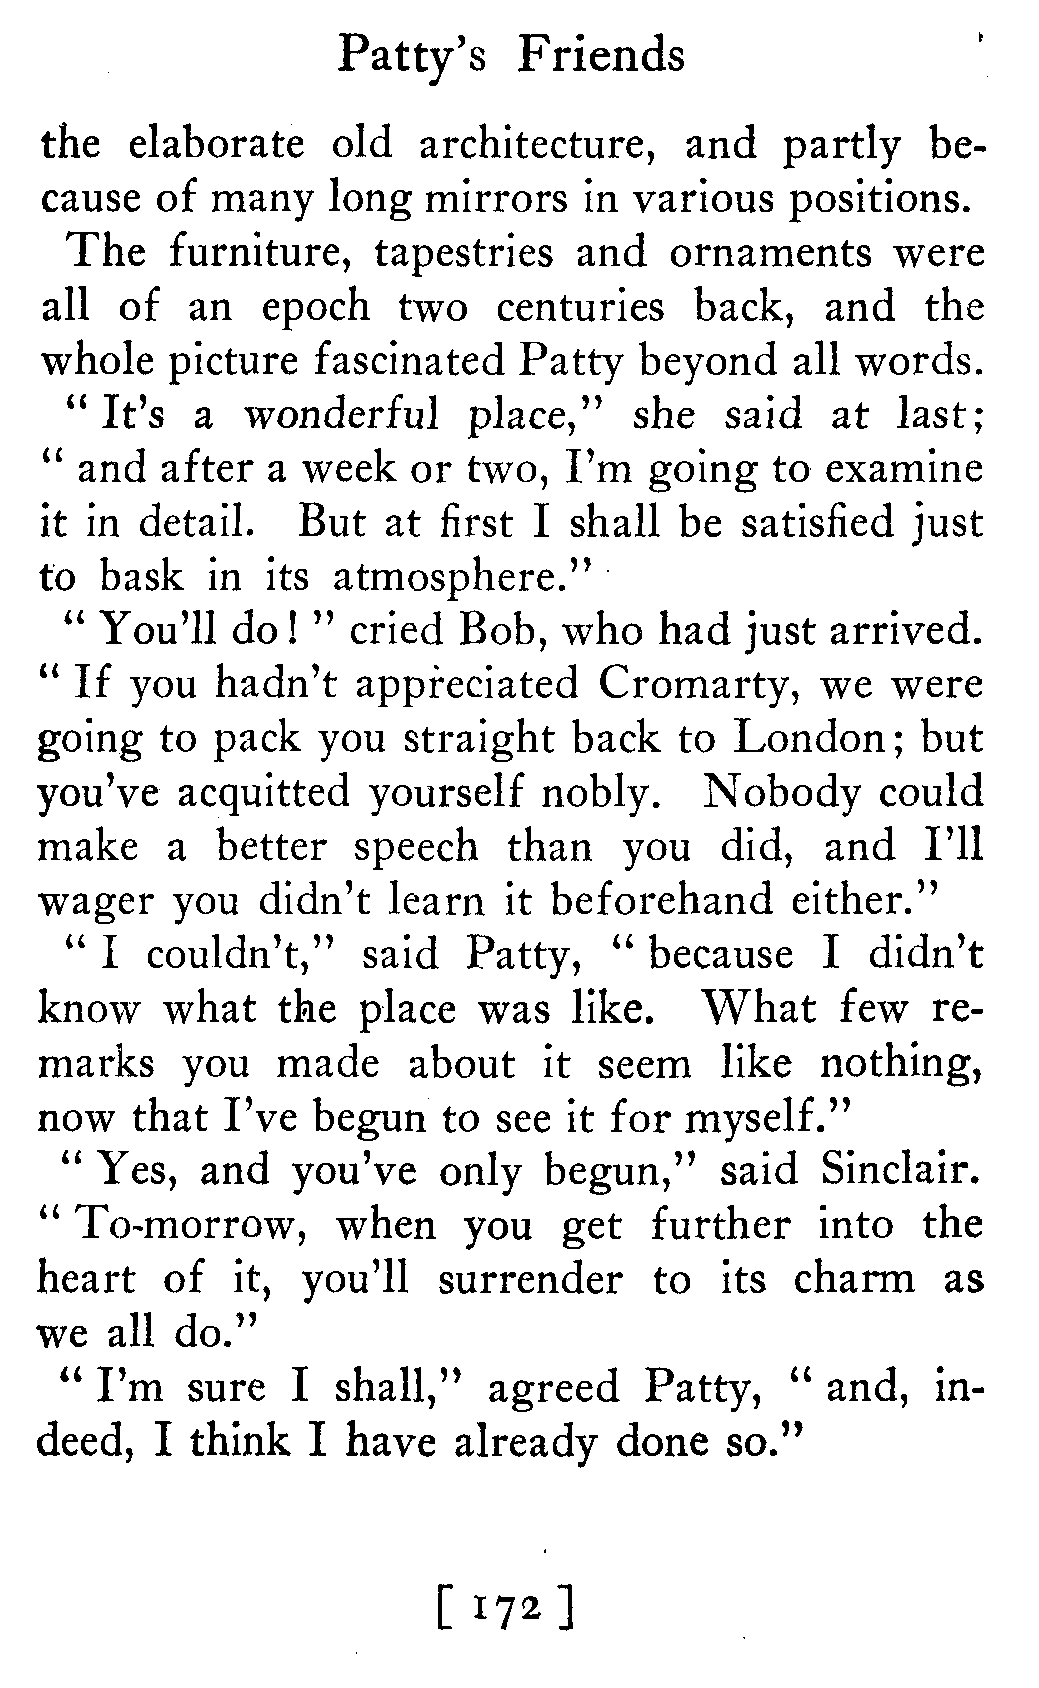 Patty's Friends
the elaborate old architecture, and partly be-
cause of many long mirrors in various positions.
The furniture, tapestries and ornaments were
all of an epoch two centuries back, and the
whole picture fascinated Patty beyond all words.
" It's a wonderful place," she said at last;
" and after a week or two, I'm going to examine
it in detail. But at first I shall be satisfied just
to bask in its atmosphere."
" You'll do! " cried Bob, who had just arrived.
" If you hadn't appreciated Cromarty, we were
going to pack you straight back to London; but
you've acquitted yourself nobly. Nobody could
make a better speech than you did, and I'll
wager you didn't learn it beforehand either."
" I couldn't," said Patty, " because I didn't
know what the place was like. What few re-
marks you made about it seem like nothing,
now that I've begun to see it for myself."
" Yes, and you've only begun," said Sinclair.
" To-morrow, when you get further into the
heart of it, you'll surrender to its charm as
we all do."
" I'm sure I shall," agreed Patty, " and, in-
deed, I think I have already done so."
[ 172 ]